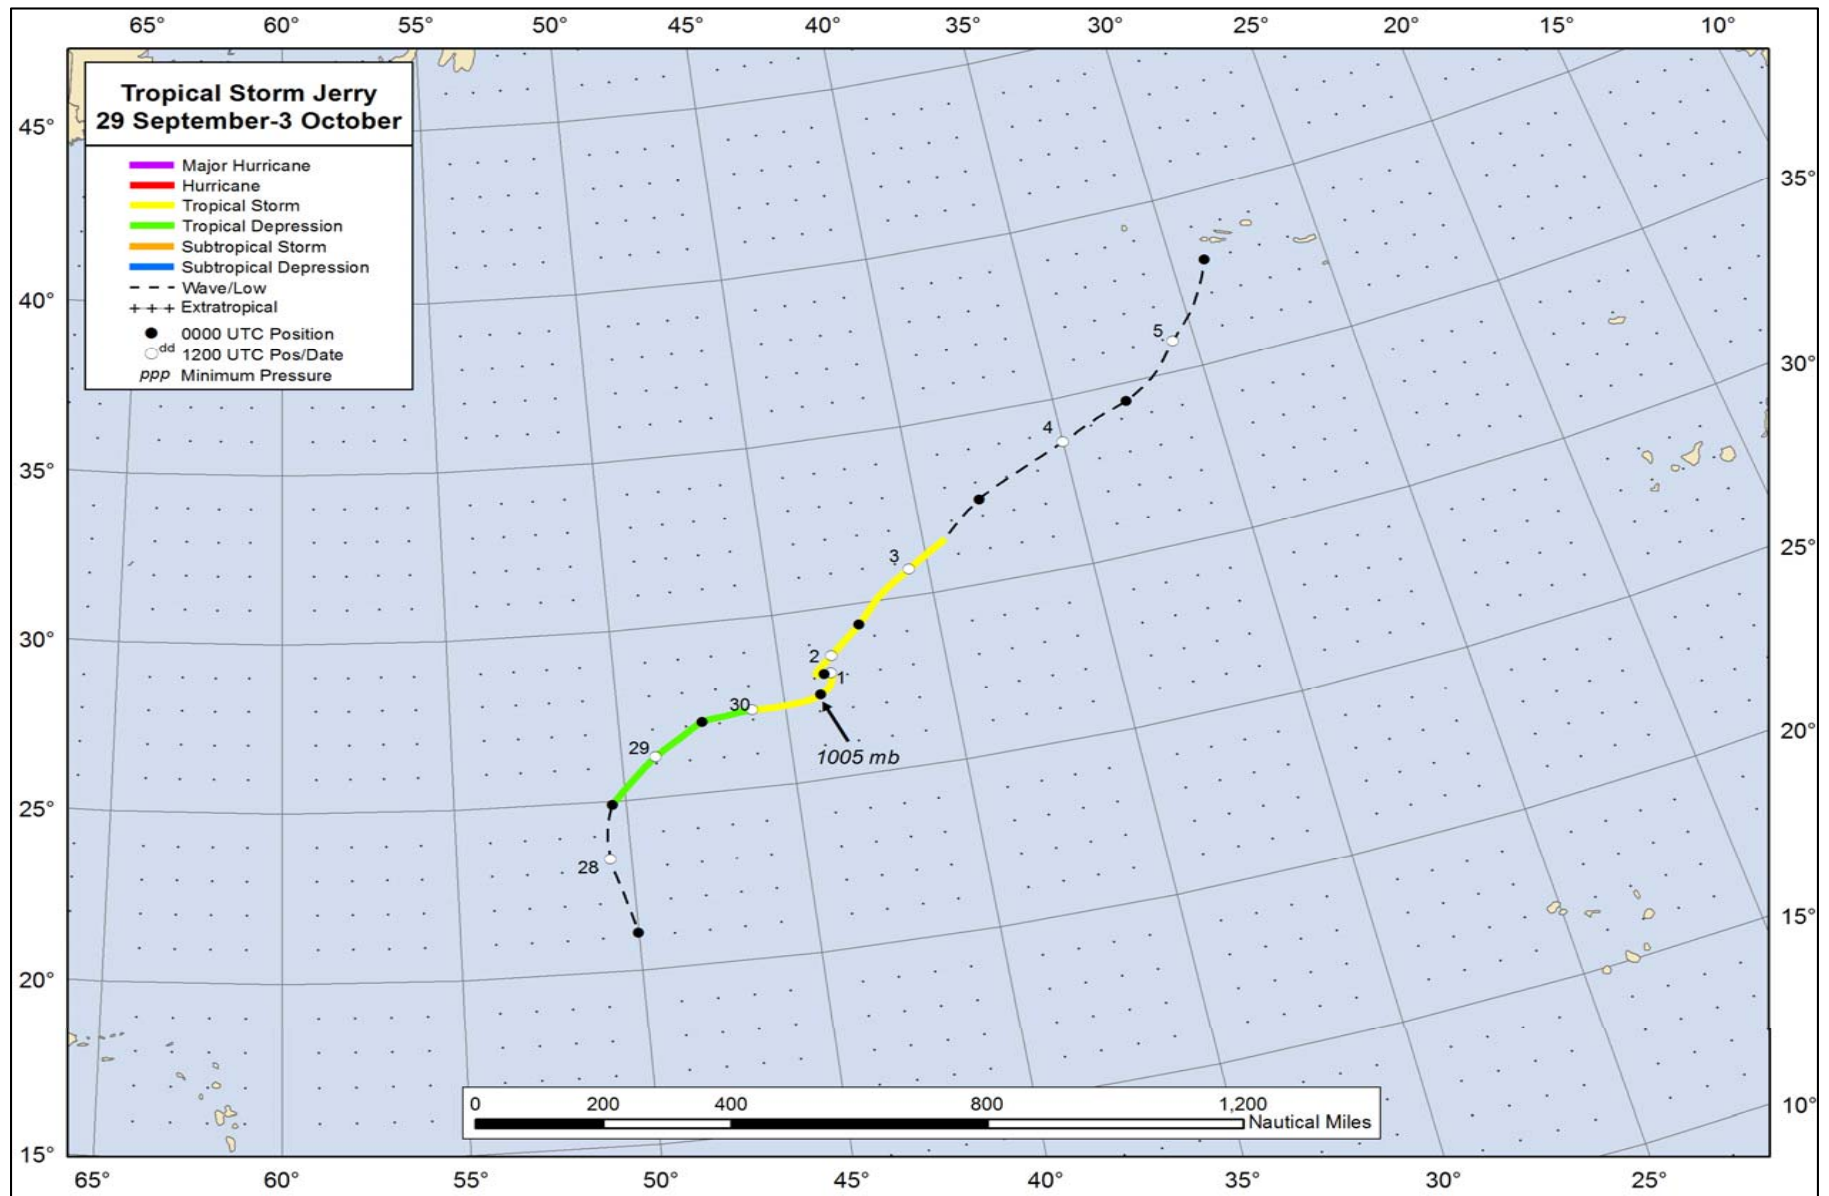 65° 60° 55° 50° 45° 40° 35° 30° 25° 20° 15° 10°
Tropical Storm Jerry
29 September-3 October
Major Hurricane
Hurricane
Tropical Storm
Tropical Depression
Subtropical Storm
Subtropical Depression
Wave/Low
+++ Extratropical
0000 UTC Position
dd 1200 UTC Pos/Date
ppp Minimum Pressure
45°
40°
35°
30°
25°
20°
15°
35°
30°
25°
20°
15°
10°
5
4
3
2
1
30
1005 mb
29
28
0 200 400 800 1,200
Nautical Miles
65° 60° 55° 50° 45° 40° 35° 30° 25°